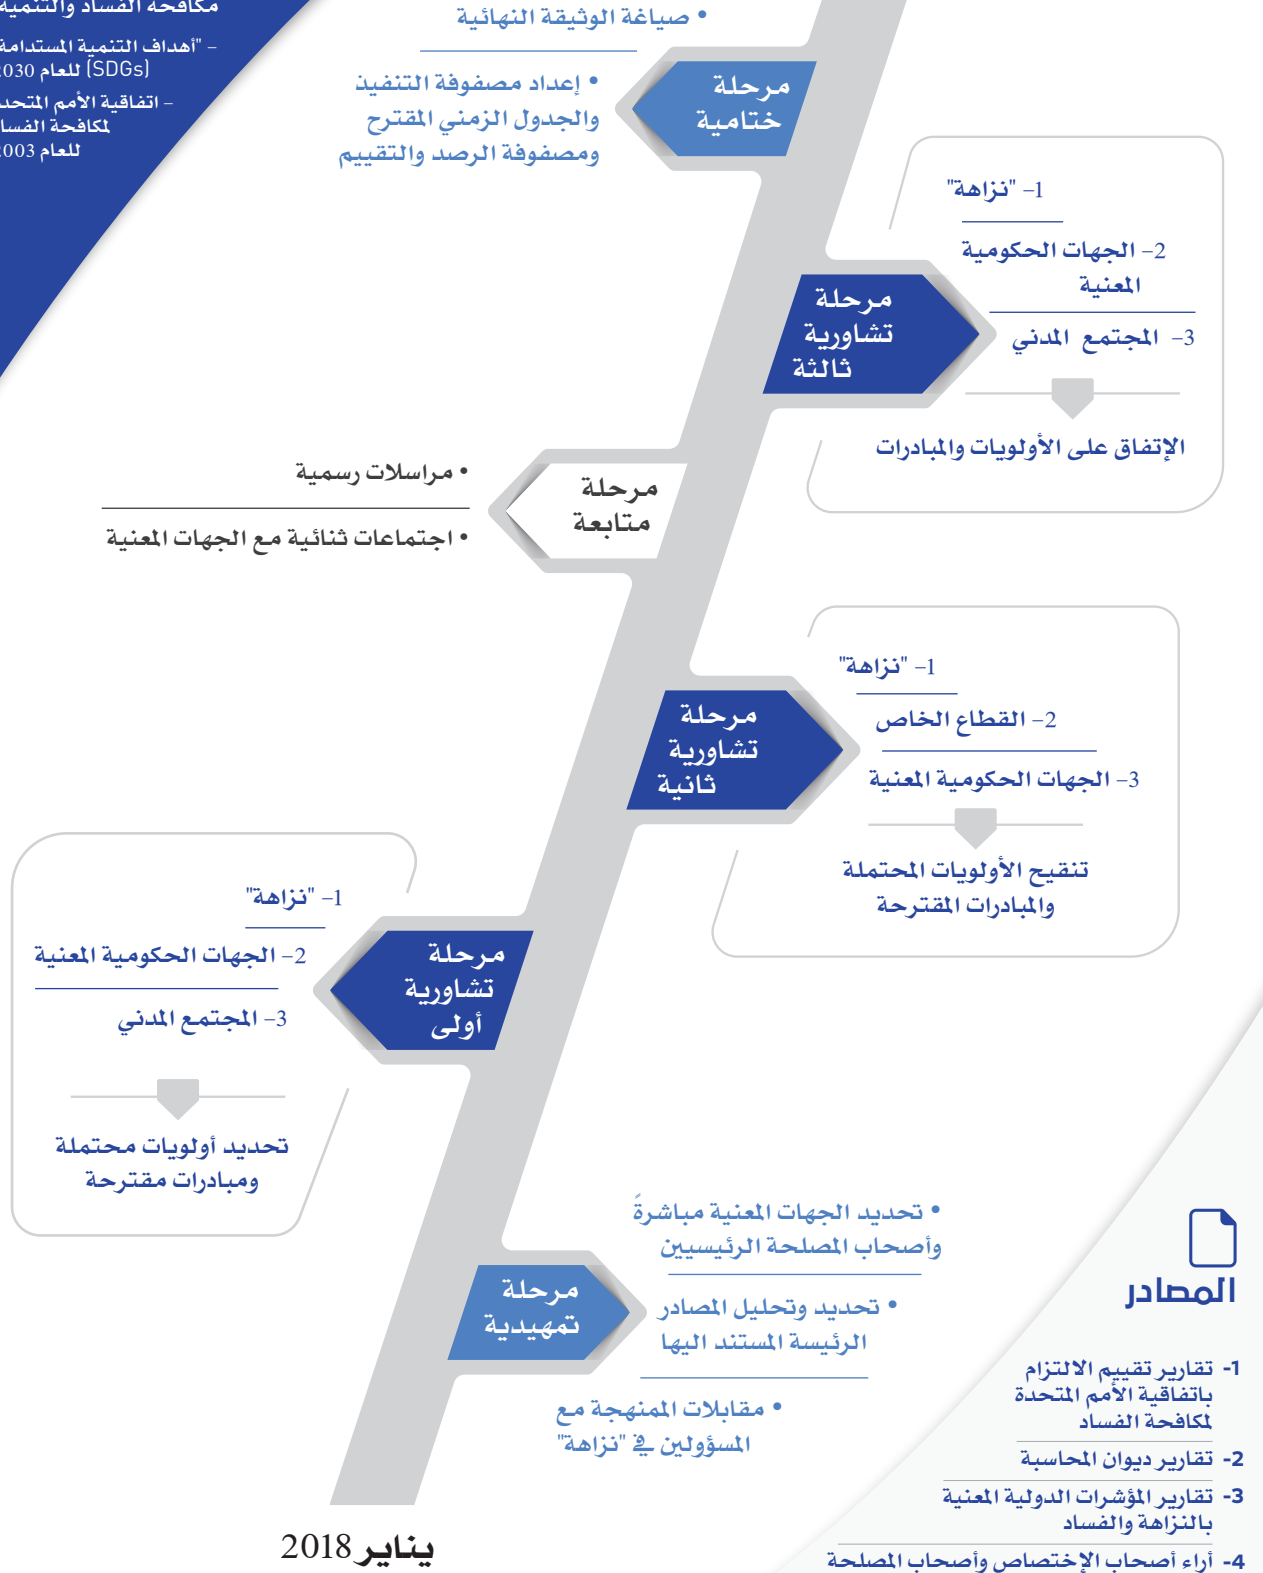 مكافحة الفساد والتنمية
– "أهداف التنمية المستدامة
(SDGs) للعام 2030
– اتفاقية الأمم المتحدة
لمكافحة الفساد
للعام 2003
• صياغة الوثيقة النهائية
• إعداد مصفوفة التنفيذ
والجدول الزمني المقترح
ومصفوفة الرصد والتقييم
مرحلة
ختامية
1– "نزاهة"
2– الجهات الحكومية
المعنية
3– المجتمع المدني
الإتفاق على الأولويات والمبادرات
مرحلة
تشاورية
ثالثة
• مراسلات رسمية
• اجتماعات ثنائية مع الجهات المعنية
مرحلة
متابعة
1– "نزاهة"
2– القطاع الخاص
3– الجهات الحكومية المعنية
تنقيح الأولويات المحتملة
والمبادرات المقترحة
مرحلة
تشاورية
ثانية
1– "نزاهة"
2– الجهات الحكومية المعنية
3– المجتمع المدني
تحديد أولويات محتملة
ومبادرات مقترحة
مرحلة
تشاورية
أولى
• تحديد الجهات المعنية مباشرةً
وأصحاب المصلحة الرئيسيين
• تحديد وتحليل المصادر
الرئيسة المستند اليها
• مقابلات الممنهجة مع
المسؤولين في "نزاهة"
مرحلة
تمهيدية
يناير 2018
المصادر
1- تقارير تقييم الالتزام
باتفاقية الأمم المتحدة
لمكافحة الفساد
2- تقارير ديوان المحاسبة
3- تقارير المؤشرات الدولية المعنية
بالنزاهة والفساد
4- أراء أصحاب الإختصاص وأصحاب المصلحة